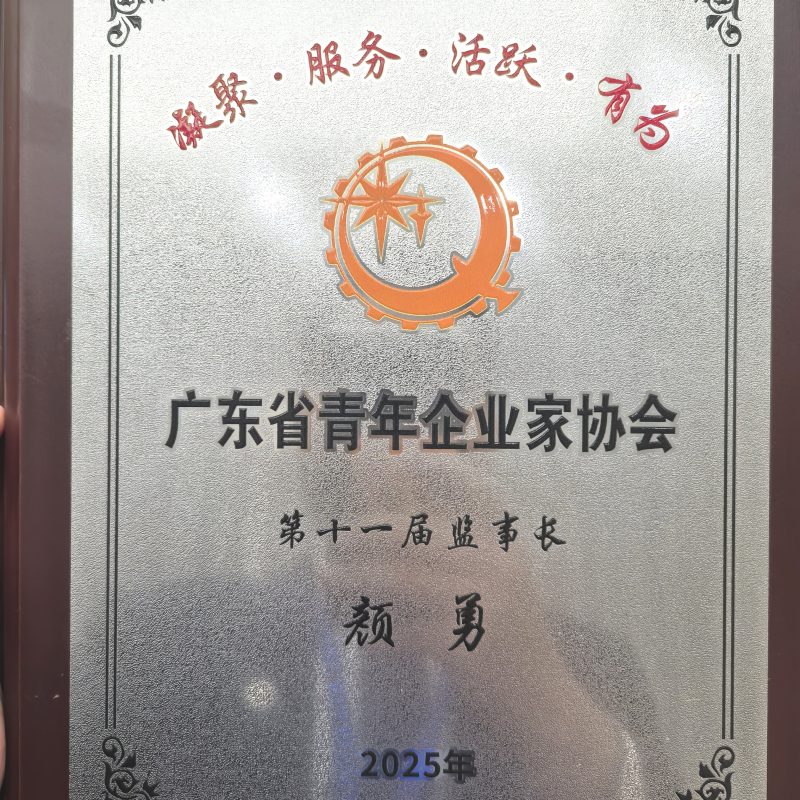 凝聚·服务·活跃·有为
广东省青年企业家协会
第十一届监事长
颜 勇
2025年